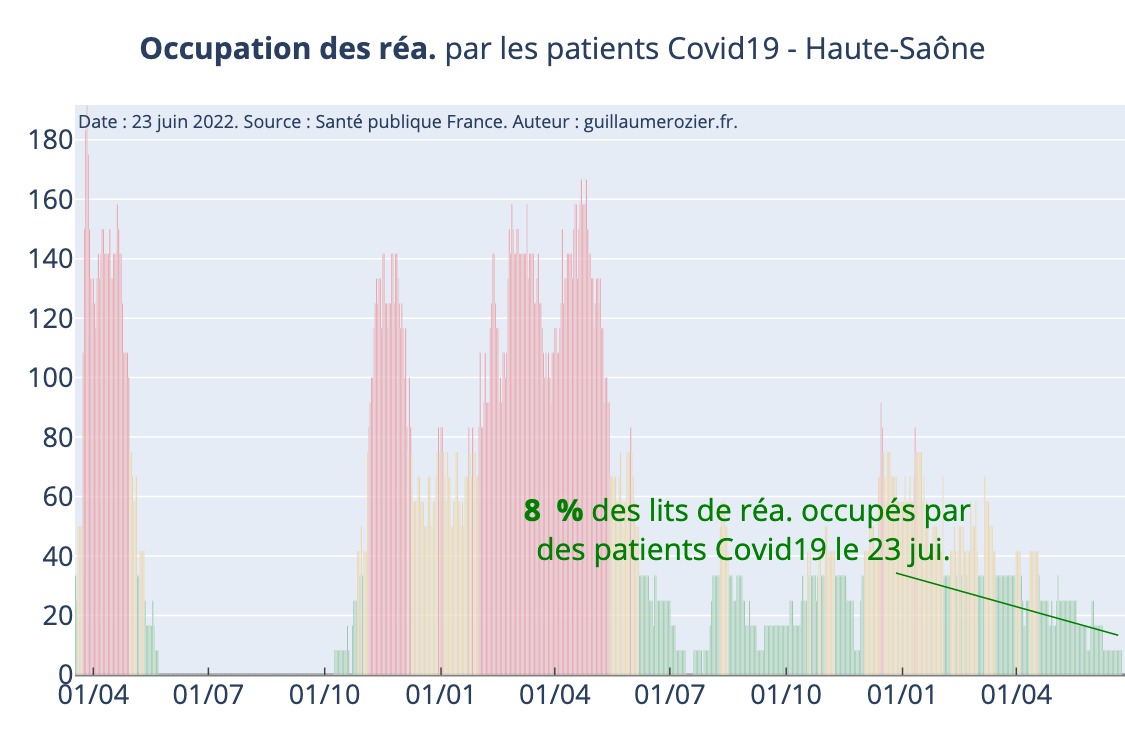 Occupation des réa. par les patients Covid19 - Haute-Saône
Date : 23 juin 2022. Source : Santé publique France. Auteur : guillaumerozier.fr.
180
160
140
120
100
80
60
40
20
0
8 % des lits de réa. occupés par
des patients Covid19 le 23 jui.
01/04 01/07 01/10 01/01 01/04 01/07 01/10 01/01 01/04